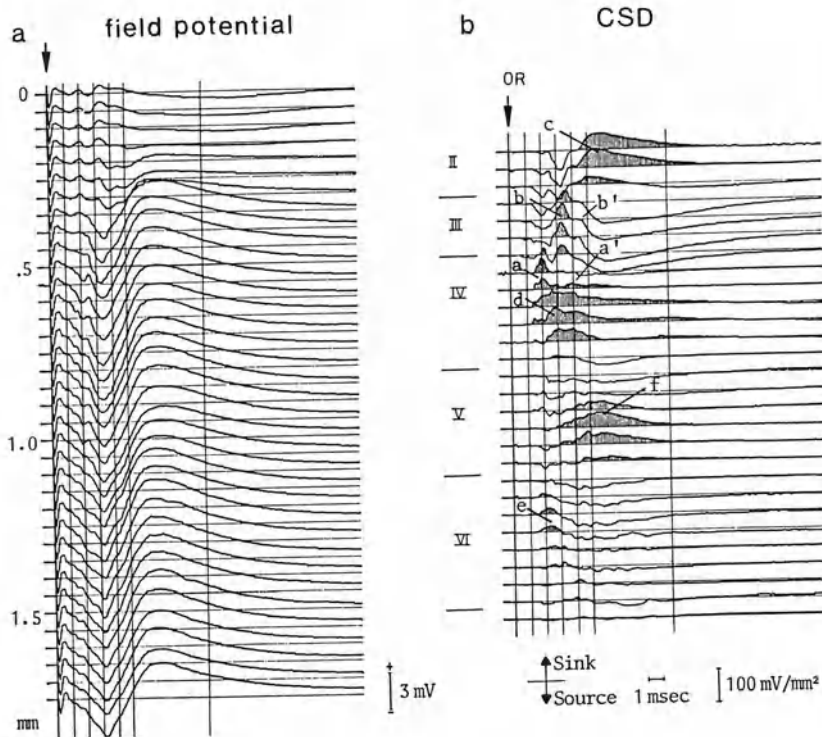 a field potential
0
.5
1.0
1.5
mm
+
3 mV
b CSD
OR
c
II
b
b'
III
a'
a
IV
d
f
V
e
VI
Sink
Source
1 msec
100 mV/mm²